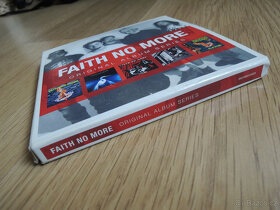 FAITH NO MORE
ORIGINAL ALBUM SERIES
FAITH NO MORE ORIGINAL ALBUM SERIES